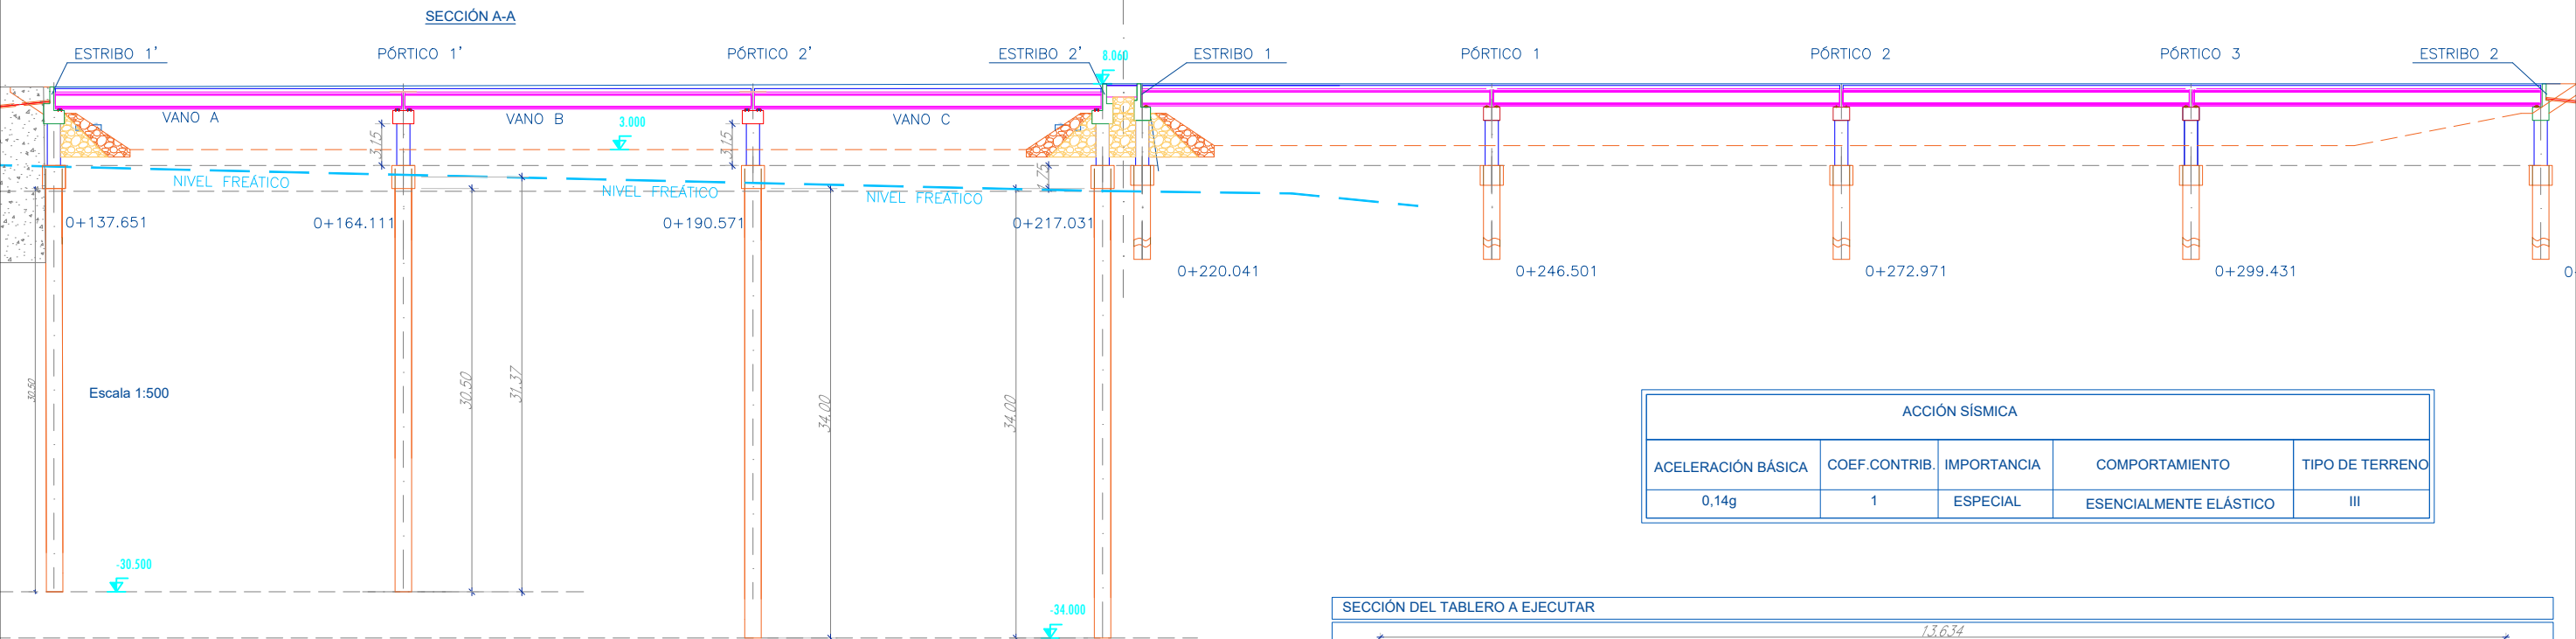 SECCIÓN A-A
ESTRIBO 1' PÓRTICO 1' PÓRTICO 2' ESTRIBO 2' 8.060 ESTRIBO 1 PÓRTICO 1 PÓRTICO 2 PÓRTICO 3 ESTRIBO 2
VANO A VANO B 3.000 VANO C
3,15 3,15
NIVEL FREÁTICO NIVEL FREÁTICO NIVEL FREÁTICO
0+137.651 0+164.111 0+190.571 0+217.031
0+220.041 0+246.501 0+272.971 0+299.431
30.50 Escala 1:500 30.50 31.37 34.00 34.00
ACCIÓN SÍSMICA
ACELERACIÓN BÁSICA COEF.CONTRIB. IMPORTANCIA COMPORTAMIENTO TIPO DE TERRENO
0,14g 1 ESPECIAL ESENCIALMENTE ELÁSTICO III
-30.500
-34.000
SECCIÓN DEL TABLERO A EJECUTAR
13.634